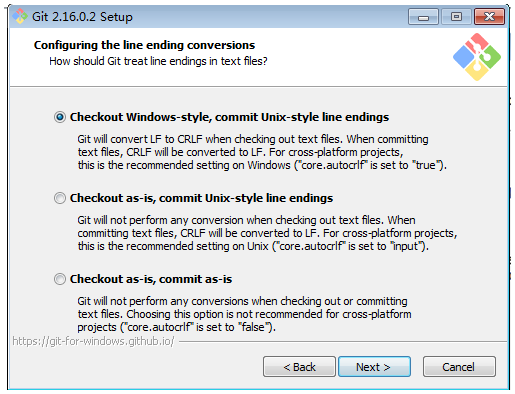 Git 2.16.0.2 Setup
Configuring the line ending conversions
How should Git treat line endings in text files?
Checkout Windows-style, commit Unix-style line endings
Git will convert LF to CRLF when checking out text files. When committing
text files, CRLF will be converted to LF. For cross-platform projects,
this is the recommended setting on Windows ("core.autocrlf" is set to "true").
Checkout as-is, commit Unix-style line endings
Git will not perform any conversion when checking out text files. When
committing text files, CRLF will be converted to LF. For cross-platform projects,
this is the recommended setting on Unix ("core.autocrlf" is set to "input").
Checkout as-is, commit as-is
Git will not perform any conversions when checking out or committing
text files. Choosing this option is not recommended for cross-platform
projects ("core.autocrlf" is set to "false").
https://git-for-windows.github.io/
< Back
Next >
Cancel